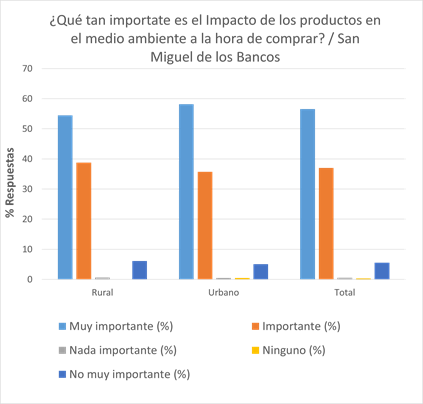 ¿Qué tan importate es el Impacto de los productos en
el medio ambiente a la hora de comprar? / San
Miguel de los Bancos
70
60
50
40
30
20
10
0
% Respuestas
Rural Urbano Total
Muy importante (%) Importante (%)
Nada importante (%) Ninguno (%)
No muy importante (%)